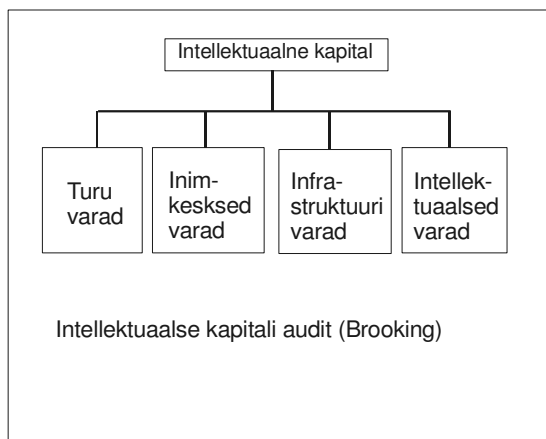 Intellektuaalne kapital
Turu
varad
Inim-
kesksed
varad
Infra-
struktuuri
varad
Intellek-
tuaalsed
varad
Intellektuaalse kapitali audit (Brooking)